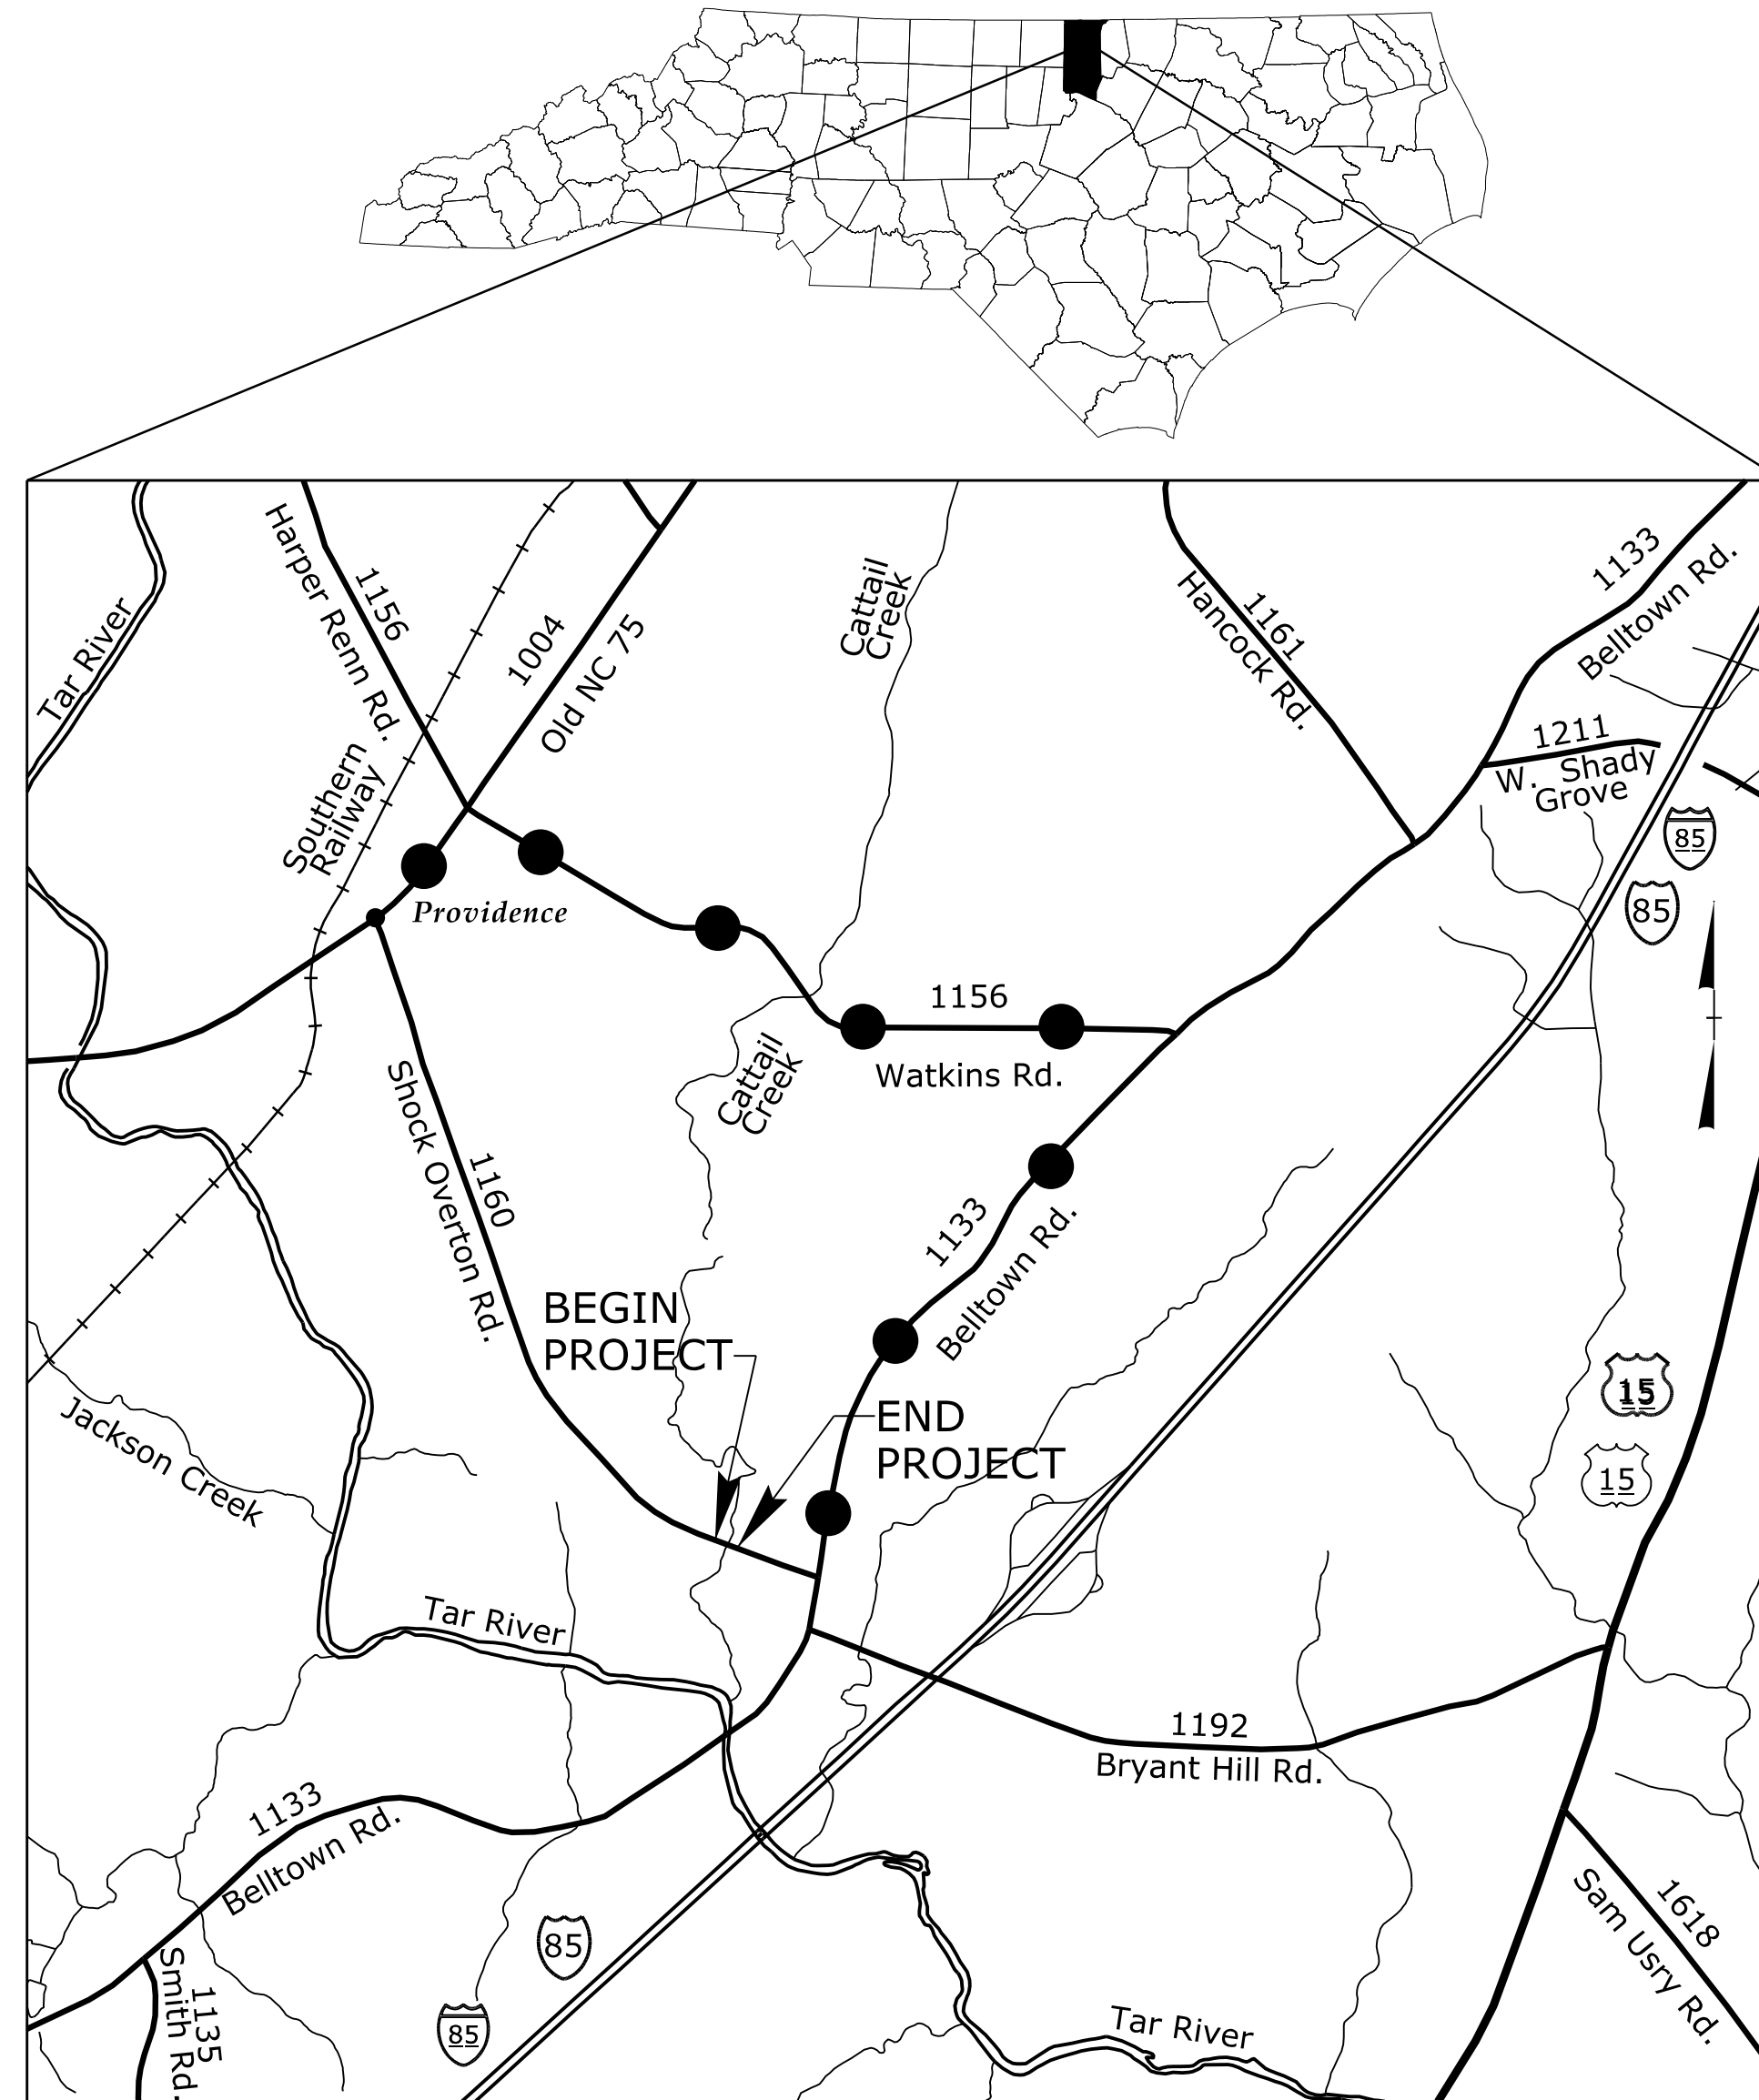 1133
Belltown Rd.
Harper Renn Rd.
1156
1004
Old NC 75
Cattail
Creek
Hancock Rd.
1161
Tar River
1211
W. Shady
Grove
Southern
Railway
85
85
Providence
1156
Watkins Rd.
Cattail
Creek
Shock Overton Rd.
1160
1133
Belltown Rd.
BEGIN
PROJECT
END
PROJECT
15
15
Jackson Creek
Tar River
1192
Bryant Hill Rd.
1133
Belltown Rd.
Sam Usry Rd.
1618
85
85
Smith Rd.
1135
Tar River